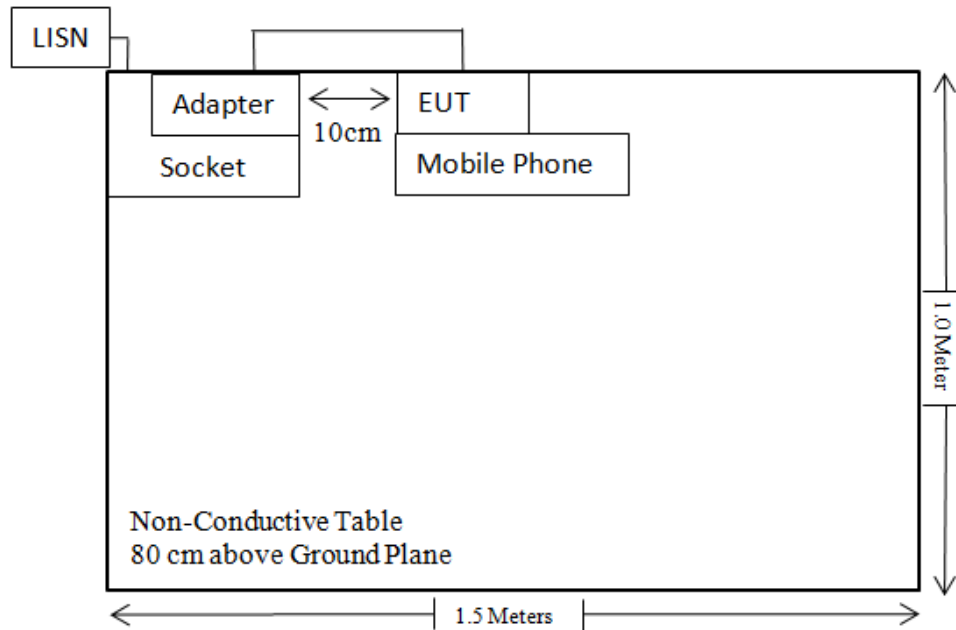 LISN
Adapter
10cm
EUT
Socket
Mobile Phone
1.0 Meter
Non-Conductive Table
80 cm above Ground Plane
1.5 Meters